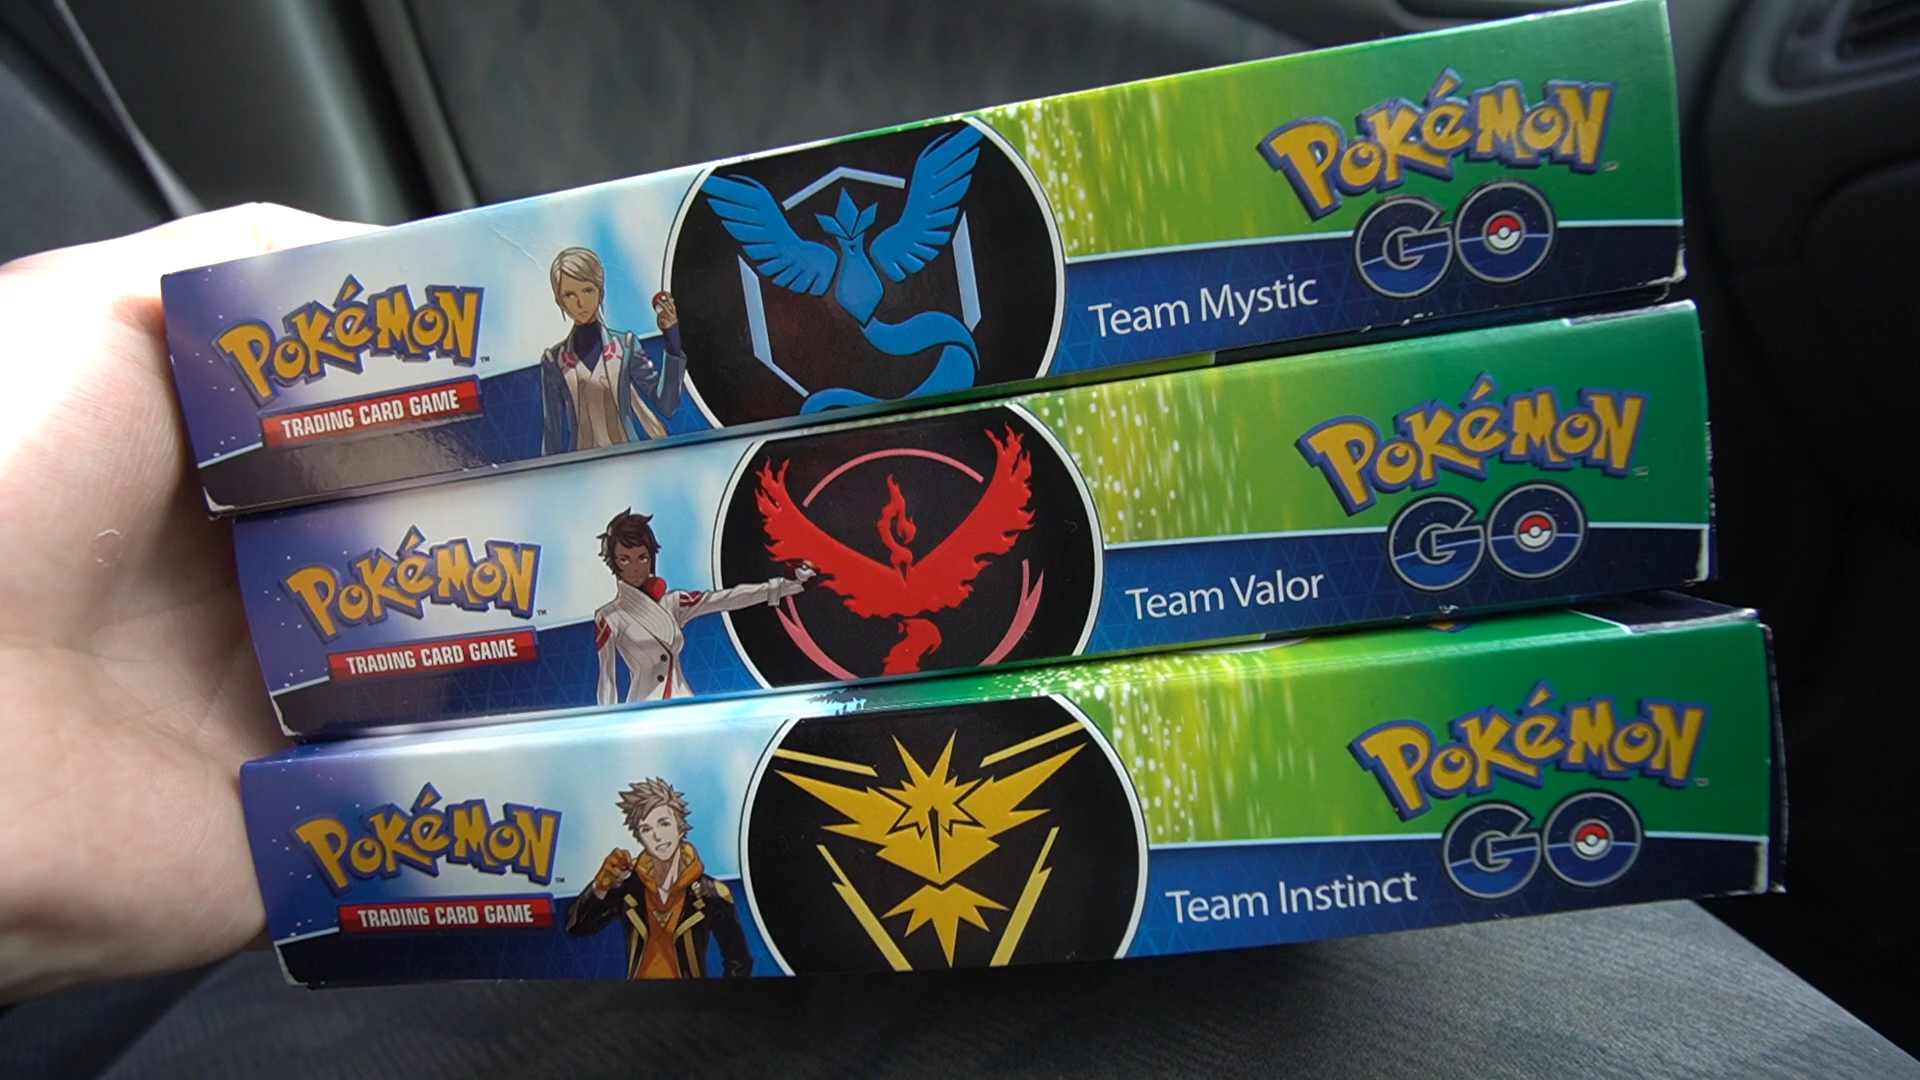 Pokémon
TRADING CARD GAME
Team Mystic
Pokémon
GO
Pokémon
TRADING CARD GAME
Team Valor
Pokémon
GO
Pokémon
TRADING CARD GAME
Team Instinct
Pokémon
GO